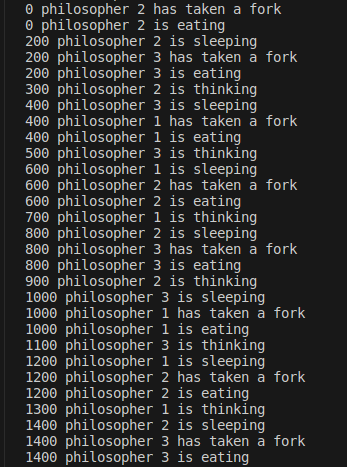 0 philosopher 2 has taken a fork
0 philosopher 2 is eating
200 philosopher 2 is sleeping
200 philosopher 3 has taken a fork
200 philosopher 3 is eating
300 philosopher 2 is thinking
400 philosopher 3 is sleeping
400 philosopher 1 has taken a fork
400 philosopher 1 is eating
500 philosopher 3 is thinking
600 philosopher 1 is sleeping
600 philosopher 2 has taken a fork
600 philosopher 2 is eating
700 philosopher 1 is thinking
800 philosopher 2 is sleeping
800 philosopher 3 has taken a fork
800 philosopher 3 is eating
900 philosopher 2 is thinking
1000 philosopher 3 is sleeping
1000 philosopher 1 has taken a fork
1000 philosopher 1 is eating
1100 philosopher 3 is thinking
1200 philosopher 1 is sleeping
1200 philosopher 2 has taken a fork
1200 philosopher 2 is eating
1300 philosopher 1 is thinking
1400 philosopher 2 is sleeping
1400 philosopher 3 has taken a fork
1400 philosopher 3 is eating